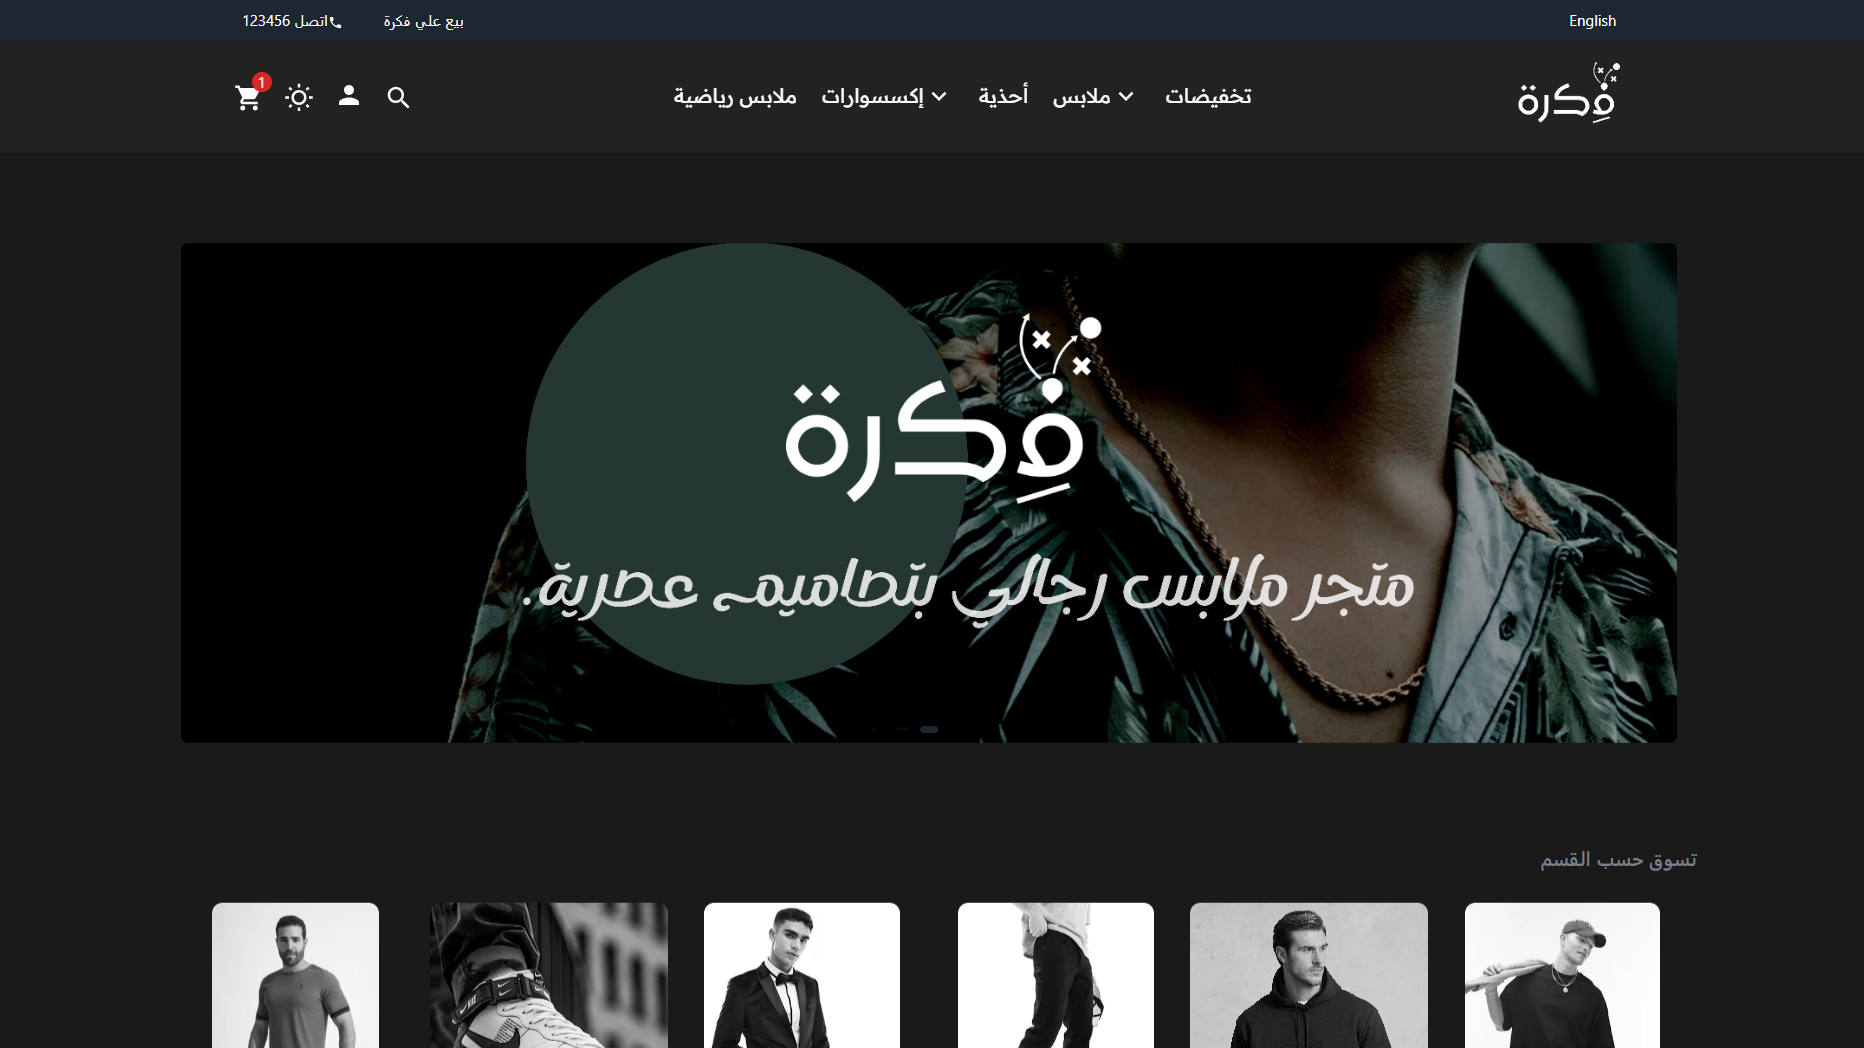 English
بيع علي فكرة
اتصل 123456
فكرة
تخفيضات
ملابس
أحذية
إكسسوارات
ملابس رياضية
1
فِكرة
متجر ملابس رجالي بتصاميم عصرية.
تسوق حسب القسم